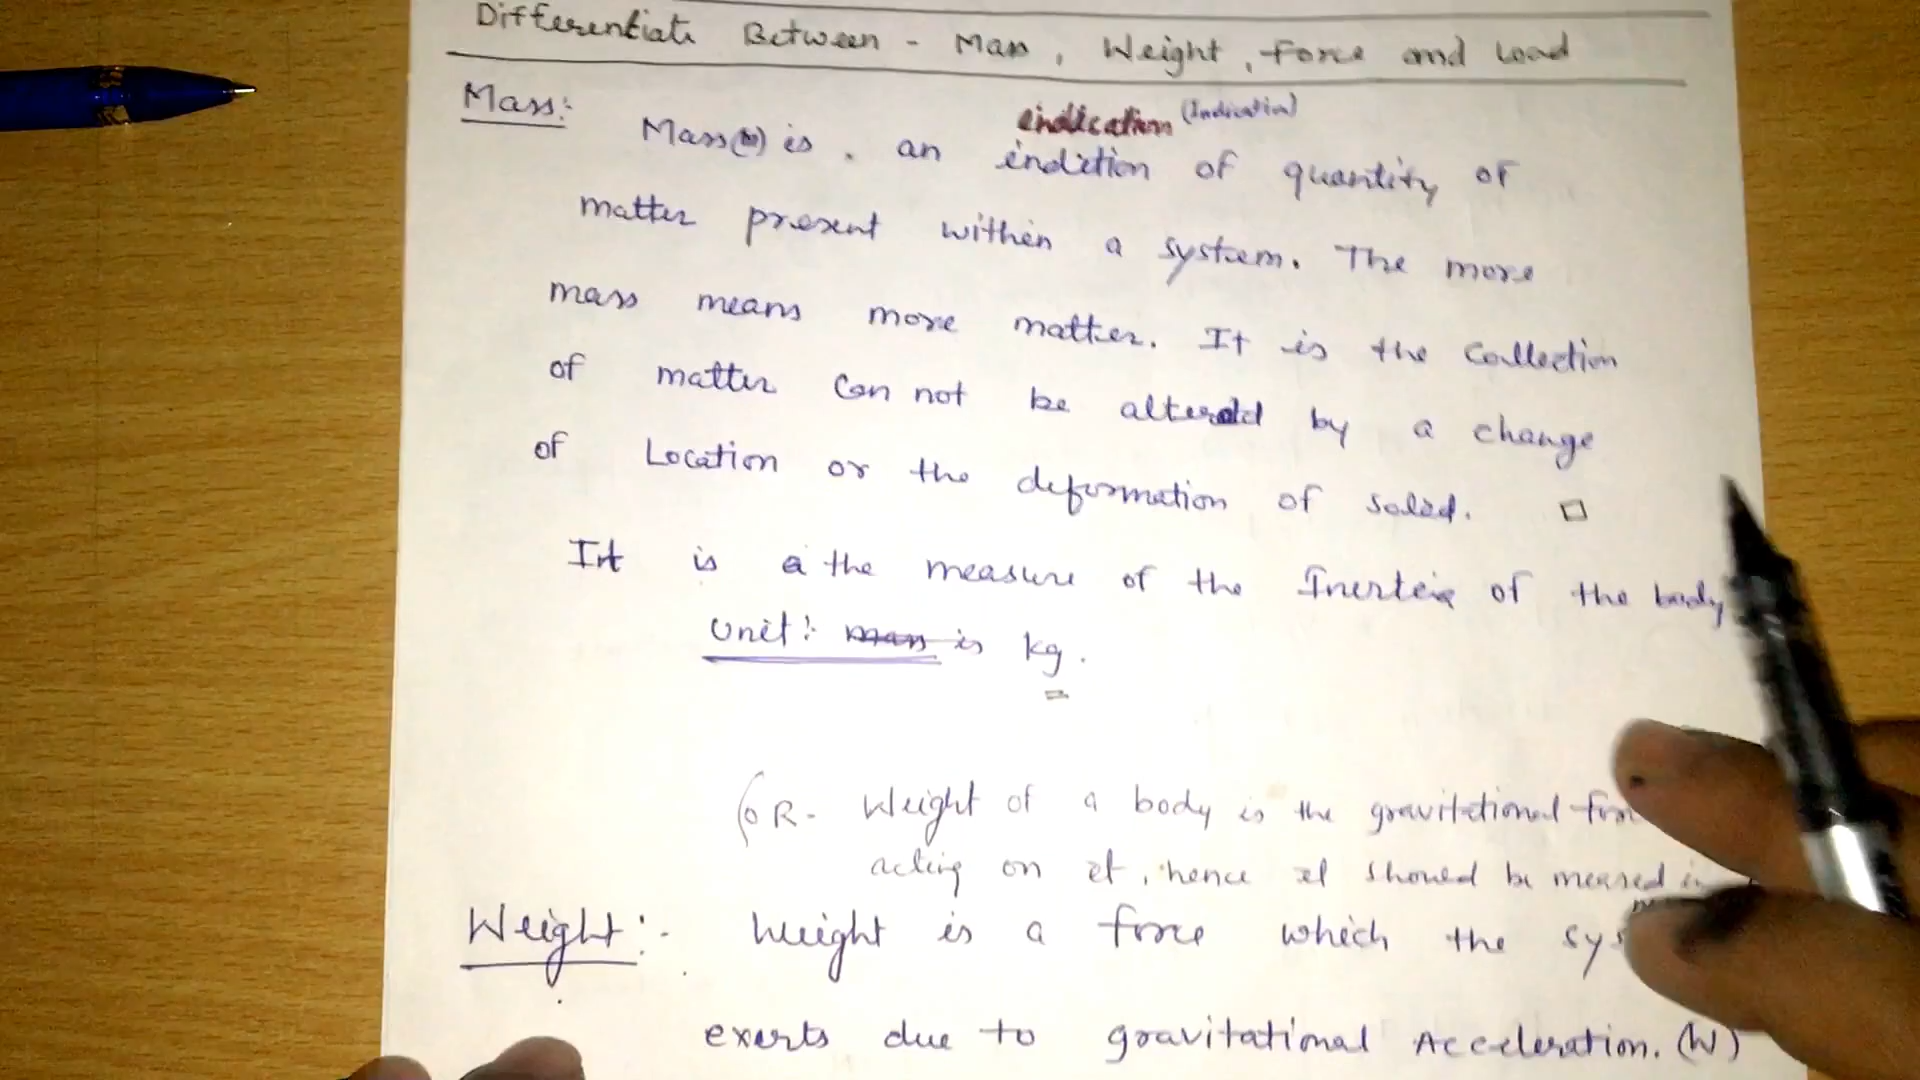 Differentiate Between - Mass, Weight, Force and Load
Mass:
eindication (Indication)
Mass(m) is . an eindition of quantity of
matter present within a system. The more
mass means more matter. It is the Collection
of matter Can not be altered by a change
of Location or the deformation of solid.
It is a the measure of the Inertia of the body
Unit: mass is kg.
(OR- Weight of a body is the gravitational
acting on it, hence it should be measred in
Weight:- Weight is a force which the
exerts due to gravitational Acceleration. (W)